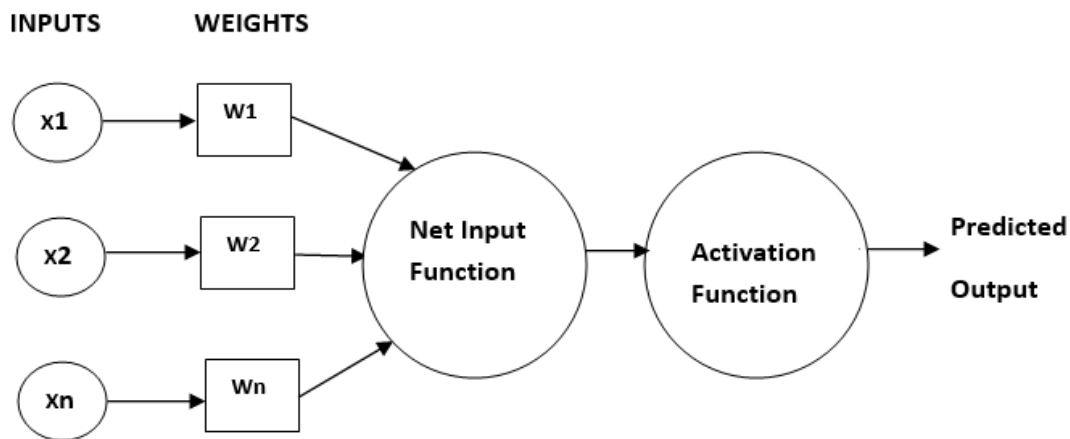 INPUTS WEIGHTS
x1 W1
x2 W2
Net Input
Function
Activation
Function
Predicted
Output
Xn Wn